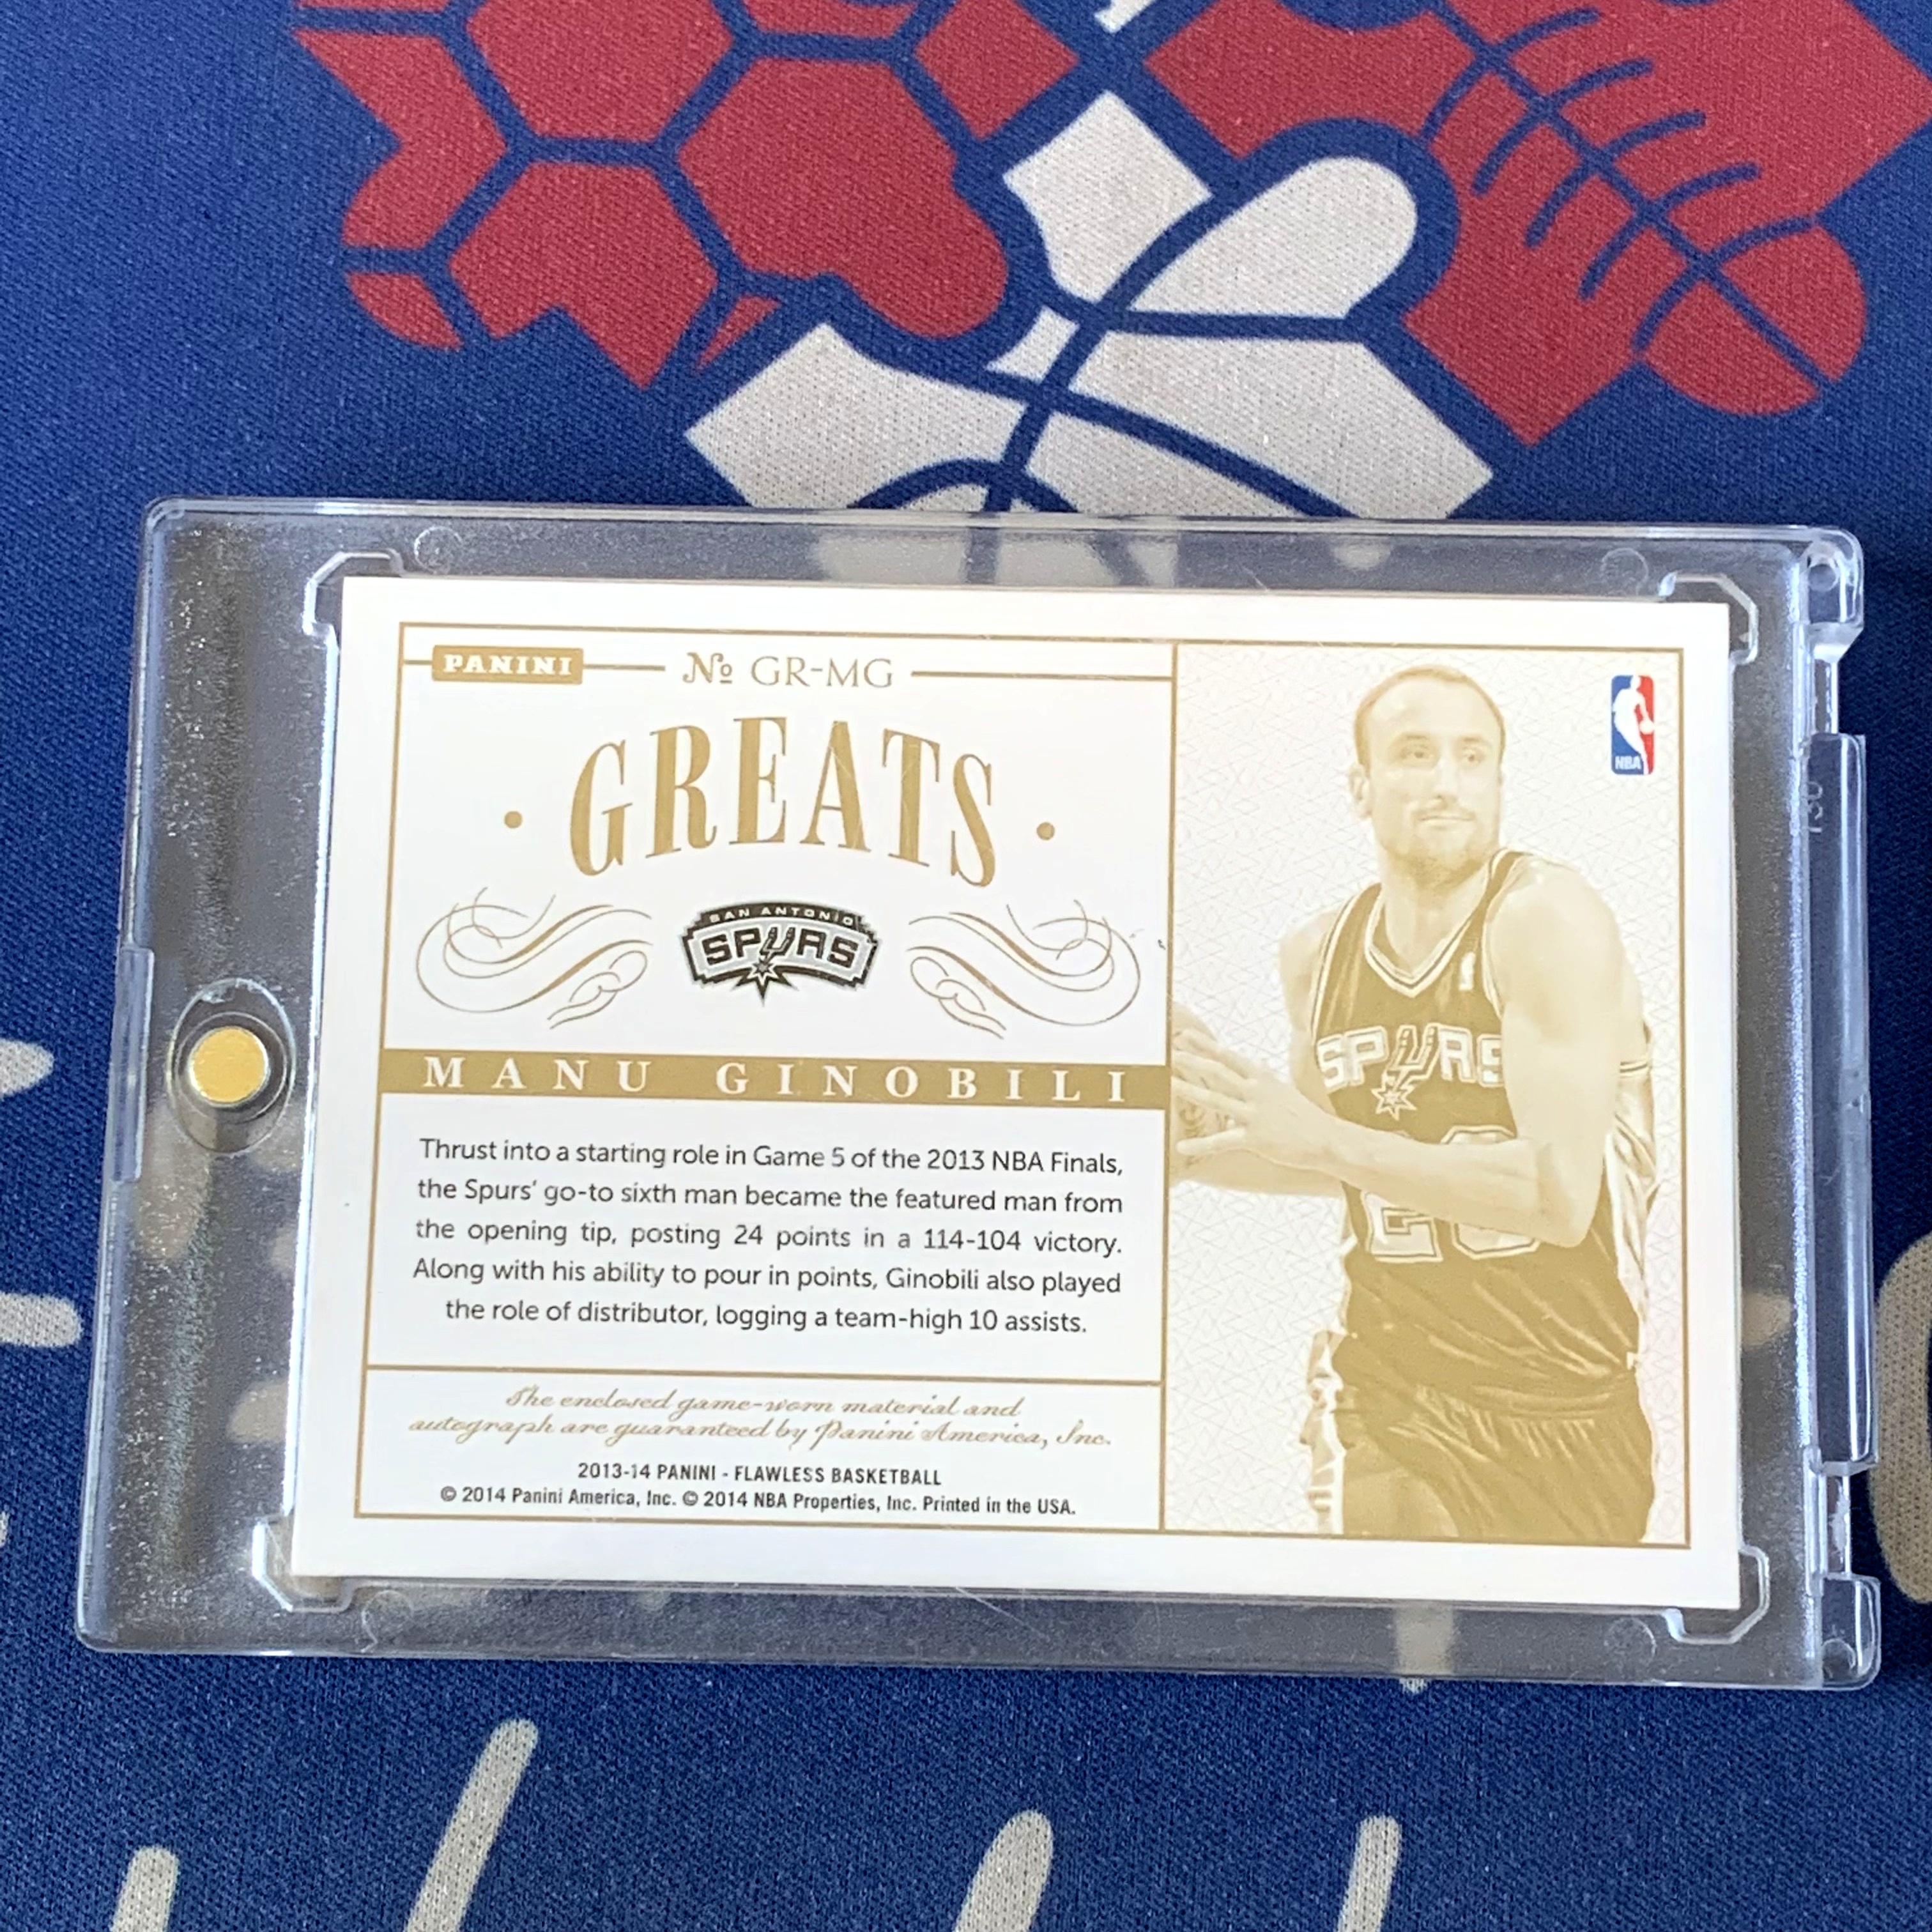 PANINI № GR-MG
• GREATS •
SAN ANTONIO
SPURS
MANU GINOBILI
Thrust into a starting role in Game 5 of the 2013 NBA Finals,
the Spurs' go-to sixth man became the featured man from
the opening tip, posting 24 points in a 114-104 victory.
Along with his ability to pour in points, Ginobili also played
the role of distributor, logging a team-high 10 assists.
The enclosed game-worn material and
autograph are guaranteed by Panini America, Inc.
2013-14 PANINI - FLAWLESS BASKETBALL
© 2014 Panini America, Inc. © 2014 NBA Properties, Inc. Printed in the USA.
NBA
SPURS
20